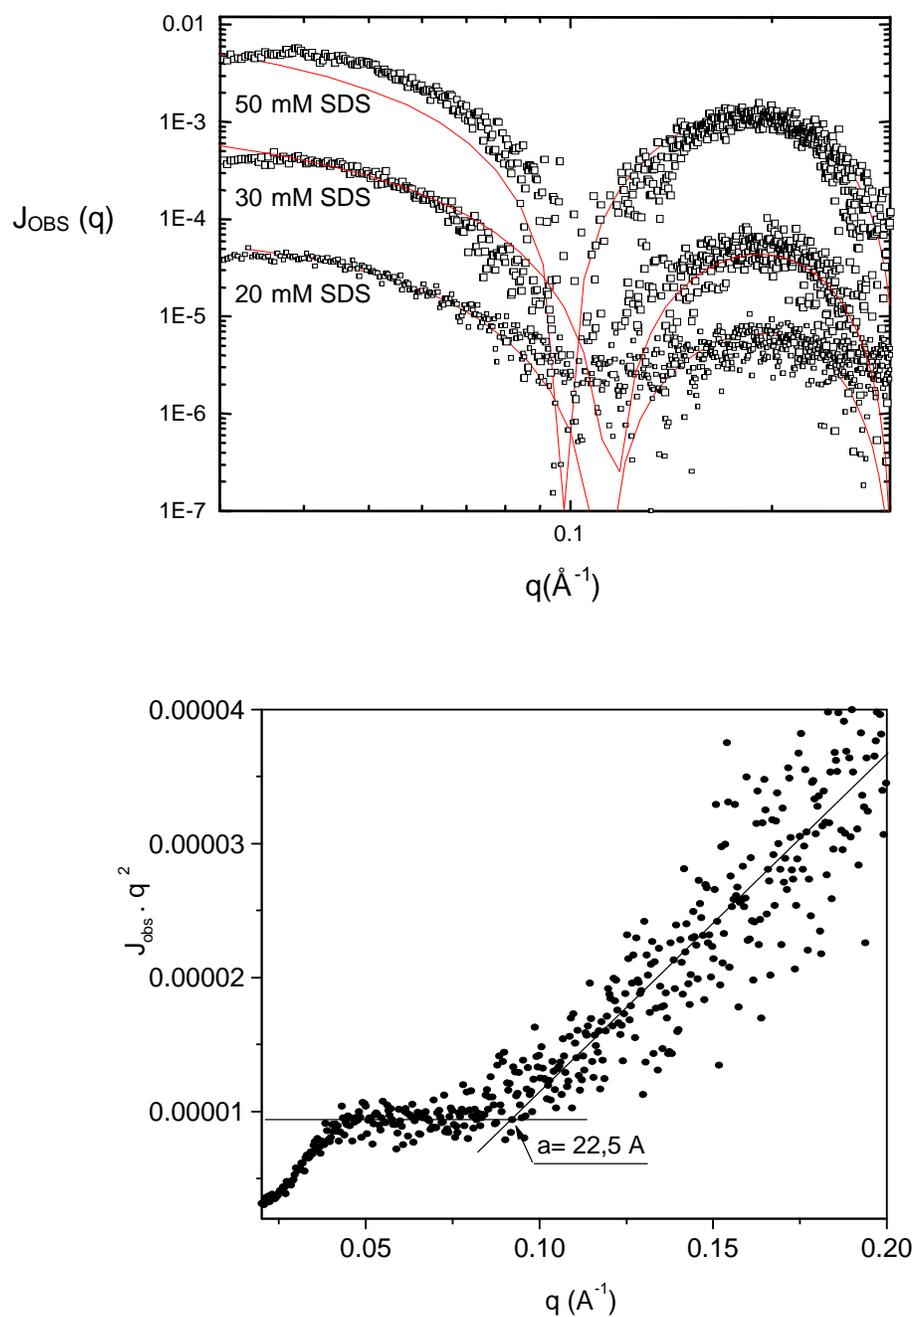 0.01
50 mM SDS
1E-3
30 mM SDS
JOBS (q)
1E-4
20 mM SDS
1E-5
1E-6
1E-7
0.1
q(Å-1)
0.00004
0.00003
Jobs · q 2
0.00002
0.00001
a= 22,5 A
0.05 0.10 0.15 0.20
q (A-1)